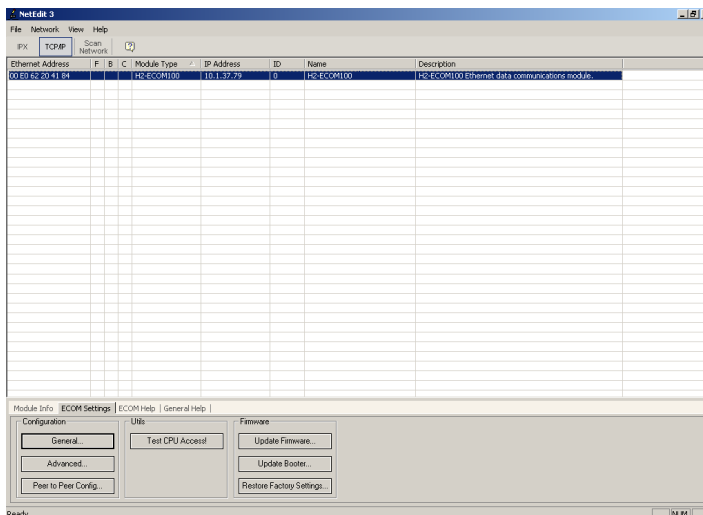 NetEdit 3
File Network View Help
IPX TCP/IP Scan Network
Ethernet Address F B C Module Type IP Address ID Name Description
00 E0 62 20 41 84 H2-ECOM100 10.1.37.79 0 H2-ECOM100 H2-ECOM100 Ethernet data communications module.
Module Info ECOM Settings ECOM Help General Help
Configuration Utils Firmware
General... Test CPU Access! Update Firmware...
Advanced... Update Booter...
Peer to Peer Config... Restore Factory Settings...
Ready NUM